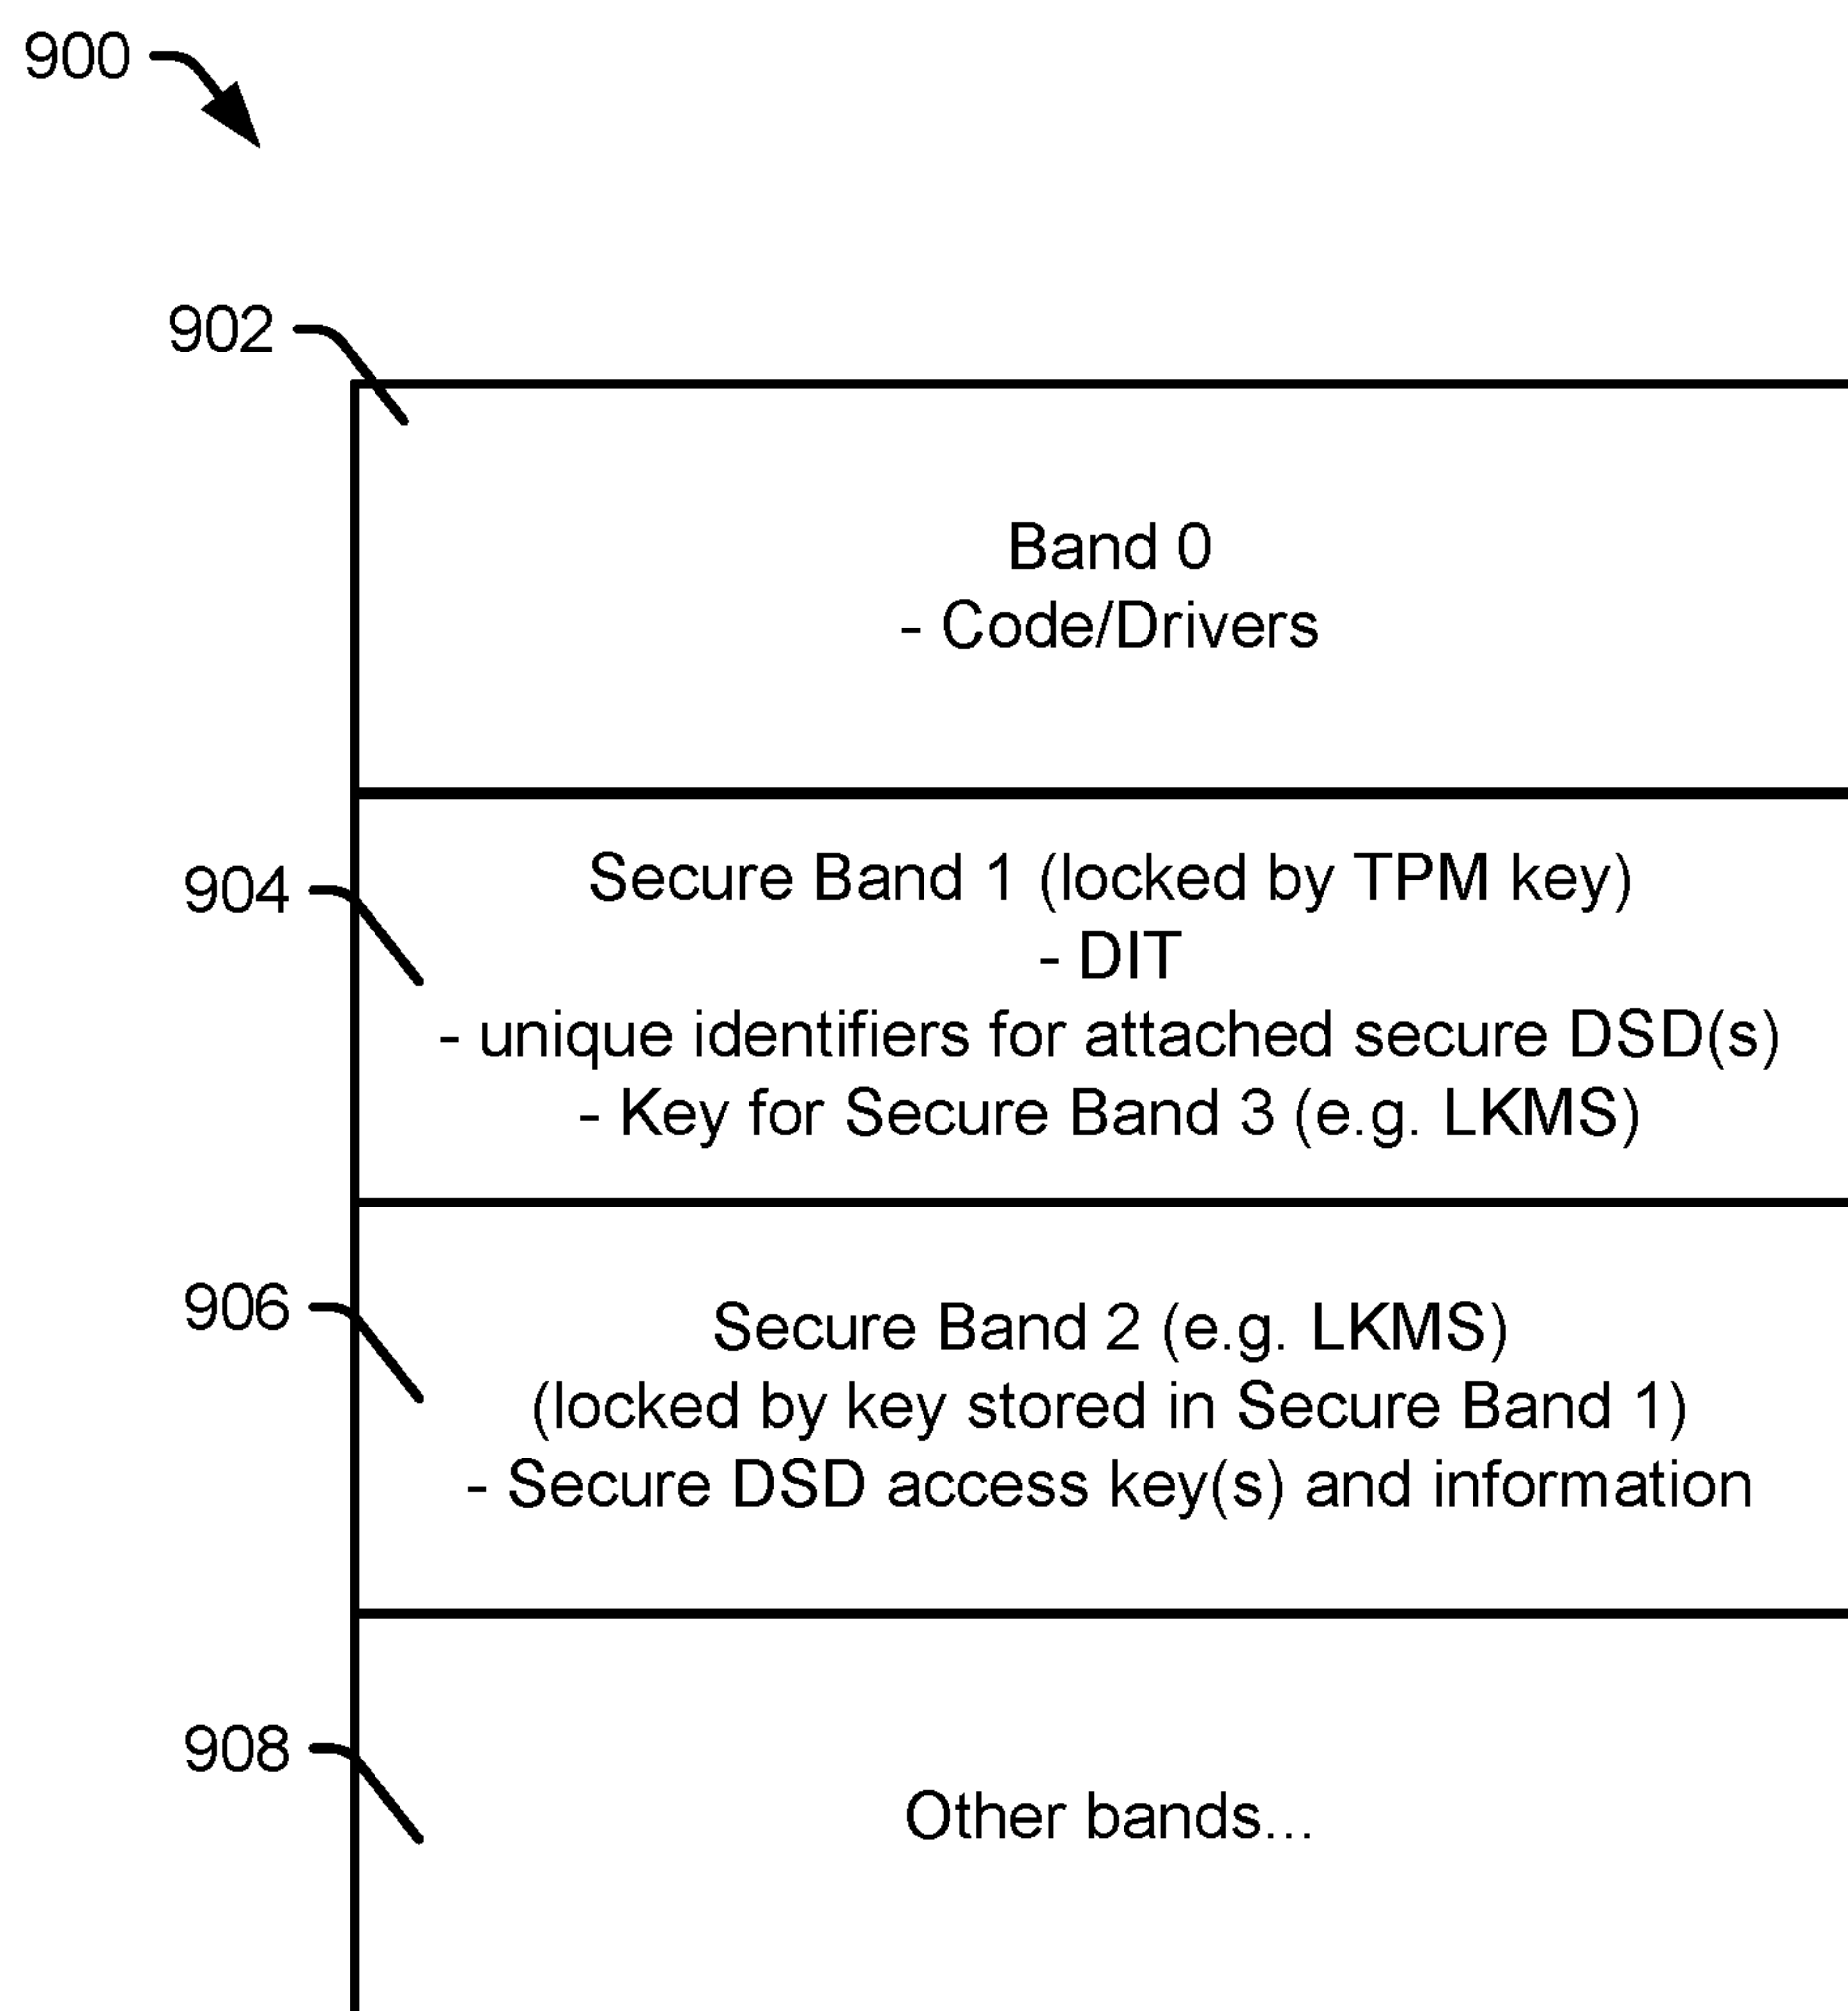 900
902
Band 0
- Code/Drivers
904
Secure Band 1 (locked by TPM key)
- DIT
- unique identifiers for attached secure DSD(s)
- Key for Secure Band 3 (e.g. LKMS)
906
Secure Band 2 (e.g. LKMS)
(locked by key stored in Secure Band 1)
- Secure DSD access key(s) and information
908
Other bands...